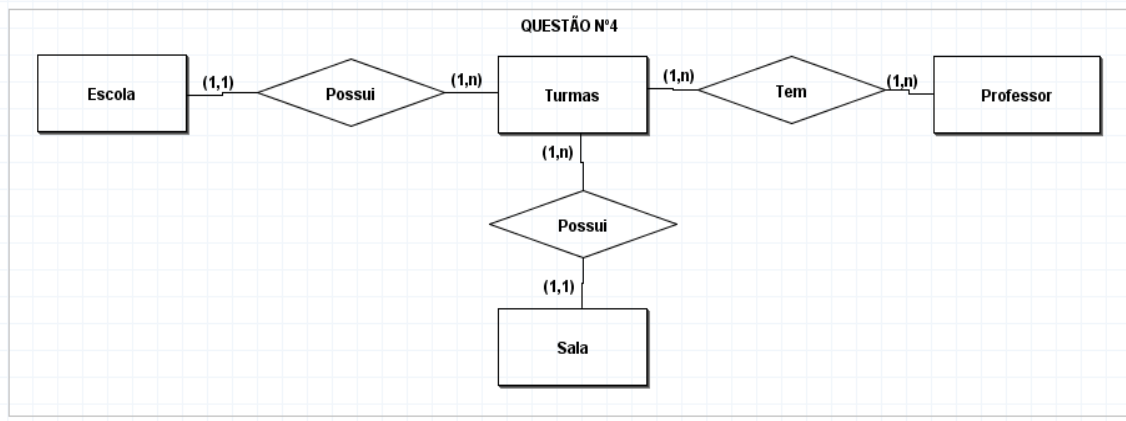 QUESTÃO Nº4
Escola
(1,1)
Possui
(1,n)
Turmas
(1,n)
Tem
(1,n)
Professor
(1,n)
Possui
(1,1)
Sala